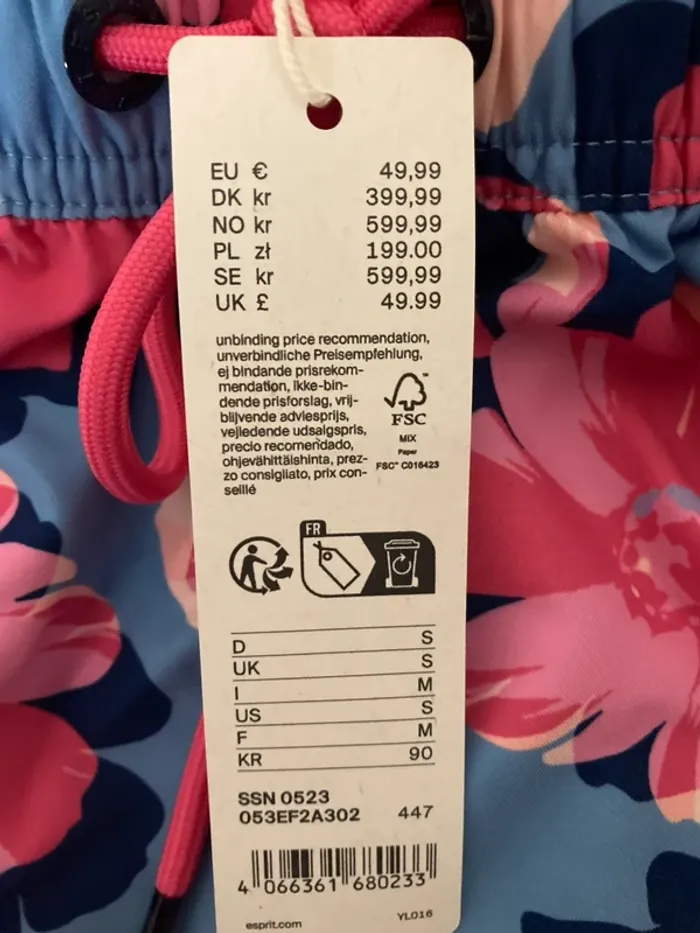 EU € 49,99
DK kr 399,99
NO kr 599,99
PL zł 199.00
SE kr 599,99
UK £ 49.99
unbinding price recommendation,
unverbindliche Preisempfehlung,
ej bindande prisrekom-
mendation, ikke-bin-
dende prisforslag, vrij-
blijvende adviesprijs,
vejledende udsalgspris,
precio recomendado,
ohjevähittäishinta, prez-
zo consigliato, prix con-
seillé
FSC
MIX
Paper
FSC™ C016423
FR
D S
UK S
I M
US S
F M
KR 90
SSN 0523
053EF2A302 447
4 066361 680233
esprit.com YL016